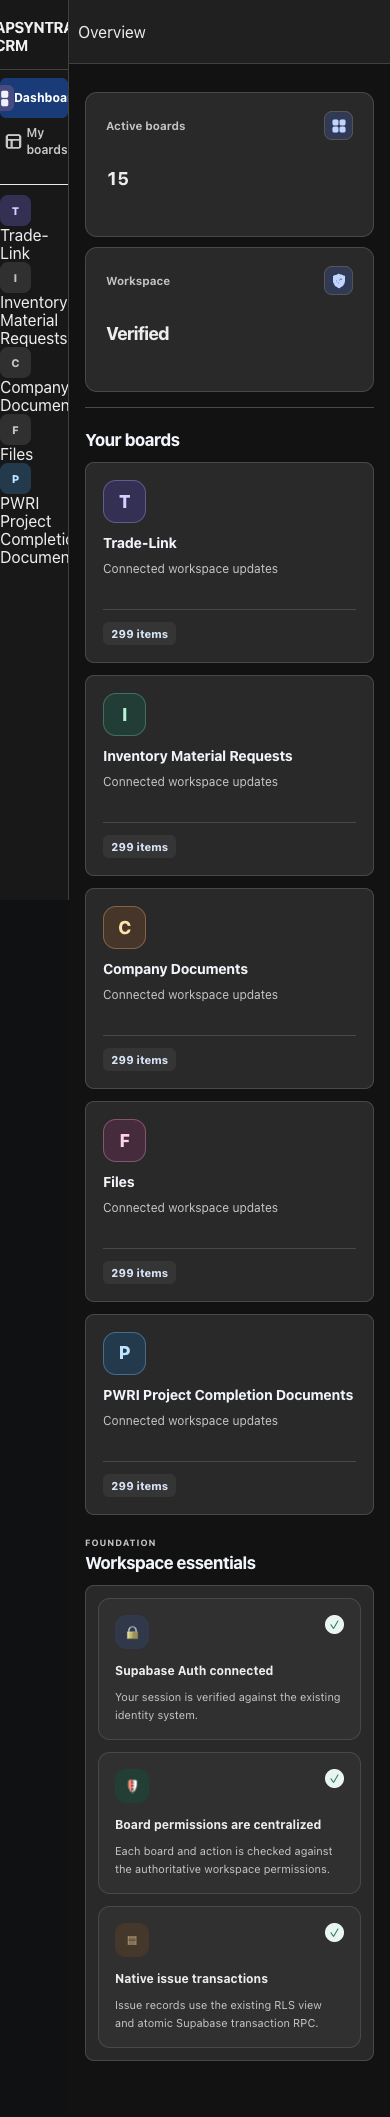 APSYNTRA
CRM
Dashboa
My
boards
T
Trade-
Link
I
Inventory
Material
Requests
C
Company
Documen
F
Files
P
PWRI
Project
Completio
Documen
Overview
Active boards
15
Workspace
Verified
Your boards
T
Trade-Link
Connected workspace updates
299 items
I
Inventory Material Requests
Connected workspace updates
299 items
C
Company Documents
Connected workspace updates
299 items
F
Files
Connected workspace updates
299 items
P
PWRI Project Completion Documents
Connected workspace updates
299 items
FOUNDATION
Workspace essentials
Supabase Auth connected
Your session is verified against the existing
identity system.
Board permissions are centralized
Each board and action is checked against
the authoritative workspace permissions.
Native issue transactions
Issue records use the existing RLS view
and atomic Supabase transaction RPC.